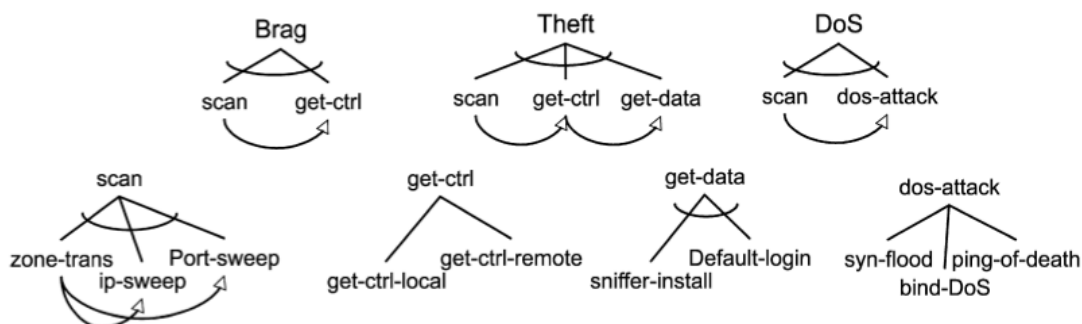 Brag Theft DoS
scan get-ctrl scan get-ctrl get-data scan dos-attack
scan get-ctrl get-data dos-attack
zone-trans Port-sweep get-ctrl-remote Default-login syn-flood ping-of-death
ip-sweep get-ctrl-local sniffer-install bind-DoS